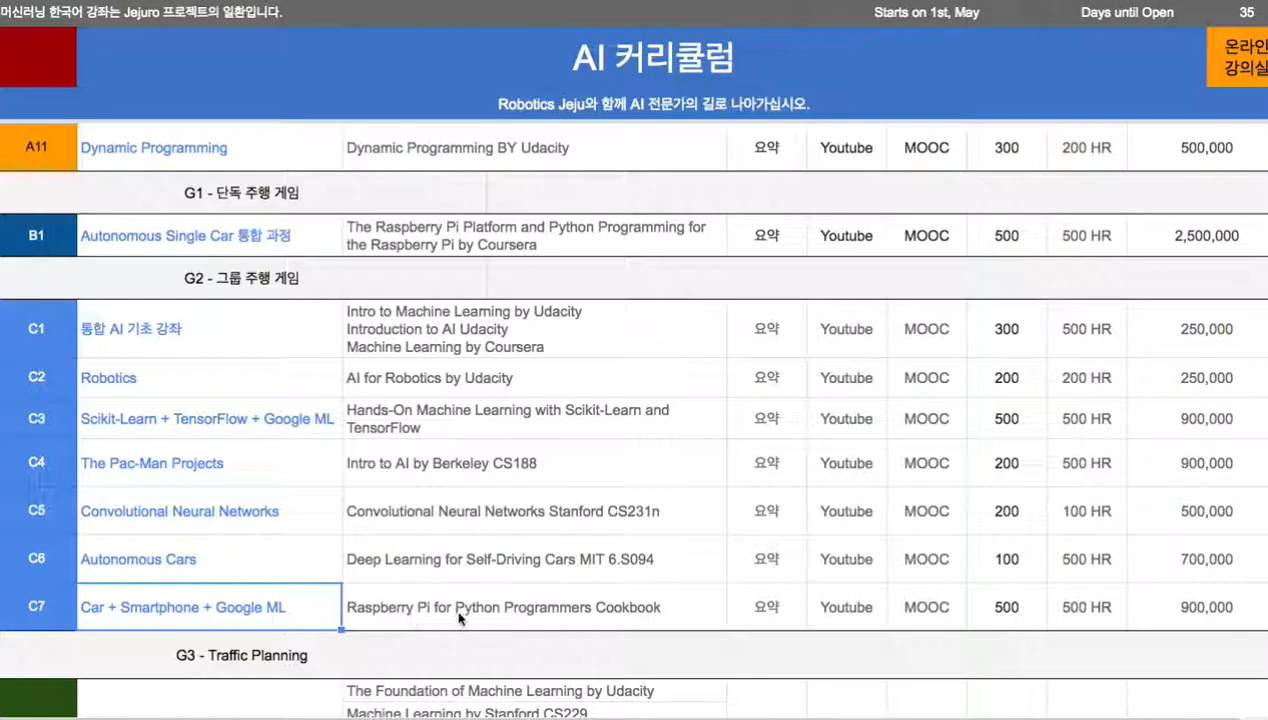 머신러닝 한국어 강좌는 Jejuro 프로젝트의 일환입니다. Starts on 1st, May Days until Open 35
AI 커리큘럼
온라인
강의실
Robotics Jeju와 함께 AI 전문가의 길로 나아가십시오.
A11 Dynamic Programming Dynamic Programming BY Udacity 요약 Youtube MOOC 300 200 HR 500,000
G1 - 단독 주행 게임
B1 Autonomous Single Car 통합 과정 The Raspberry Pi Platform and Python Programming for
the Raspberry Pi by Coursera 요약 Youtube MOOC 500 500 HR 2,500,000
G2 - 그룹 주행 게임
C1 통합 AI 기초 강좌 Intro to Machine Learning by Udacity
Introduction to AI Udacity
Machine Learning by Coursera 요약 Youtube MOOC 300 500 HR 250,000
C2 Robotics AI for Robotics by Udacity 요약 Youtube MOOC 200 200 HR 250,000
C3 Scikit-Learn + TensorFlow + Google ML Hands-On Machine Learning with Scikit-Learn and
TensorFlow 요약 Youtube MOOC 500 500 HR 900,000
C4 The Pac-Man Projects Intro to AI by Berkeley CS188 요약 Youtube MOOC 200 500 HR 900,000
C5 Convolutional Neural Networks Convolutional Neural Networks Stanford CS231n 요약 Youtube MOOC 200 100 HR 500,000
C6 Autonomous Cars Deep Learning for Self-Driving Cars MIT 6.S094 요약 Youtube MOOC 100 500 HR 700,000
C7 Car + Smartphone + Google ML Raspberry Pi for Python Programmers Cookbook 요약 Youtube MOOC 500 500 HR 900,000
G3 - Traffic Planning
The Foundation of Machine Learning by Udacity
Machine Learning by Stanford CS229